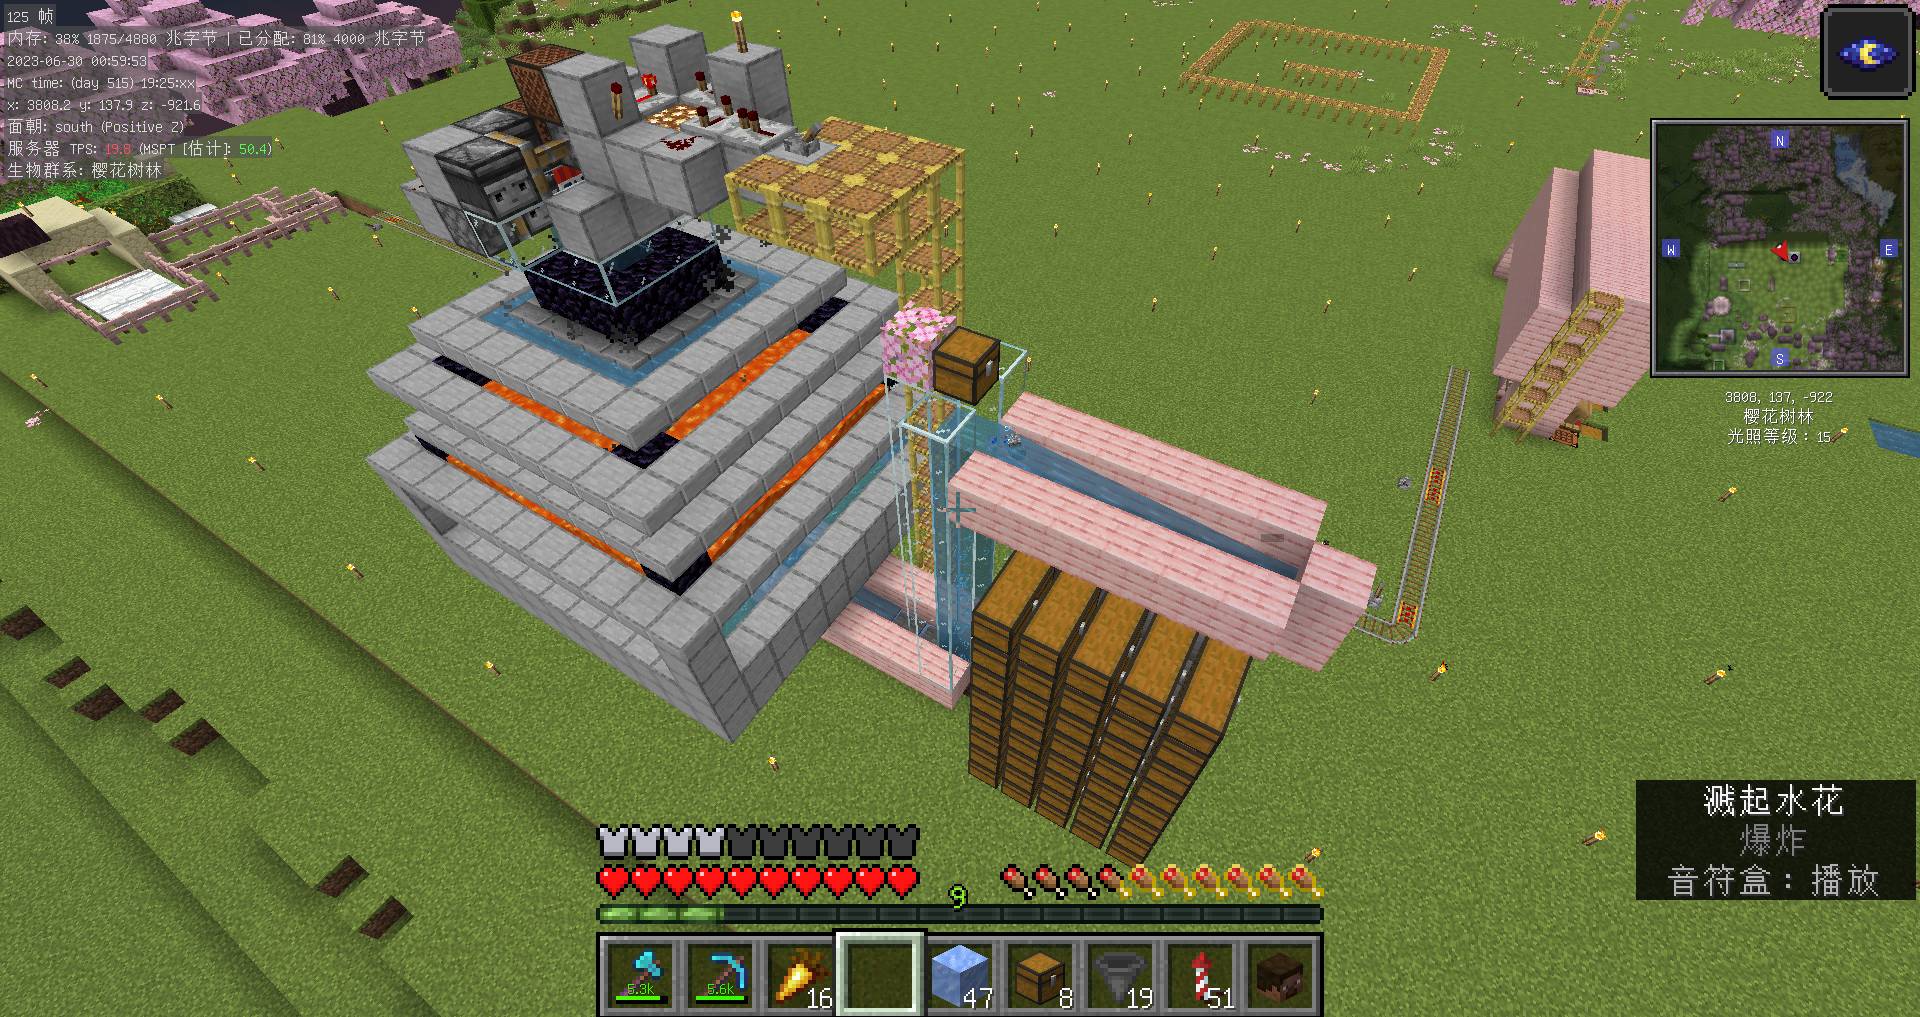 125 帧
内存: 38% 1875/4880 兆字节 | 已分配: 81% 4000 兆字节
2023-06-30 00:59:53
MC time: (day 515) 19:25:xx
x: 3808.2 y: 137.9 z: -921.6
面朝: south (Positive Z)
服务器 TPS: 19.8 (MSPT [估计]: 50.4)
生物群系: 樱花树林
N
W
E
S
3808, 137, -922
樱花树林
光照等级：15
溅起水花
爆炸
音符盒：播放
9
5.3k
5.6k
16
47
8
19
51